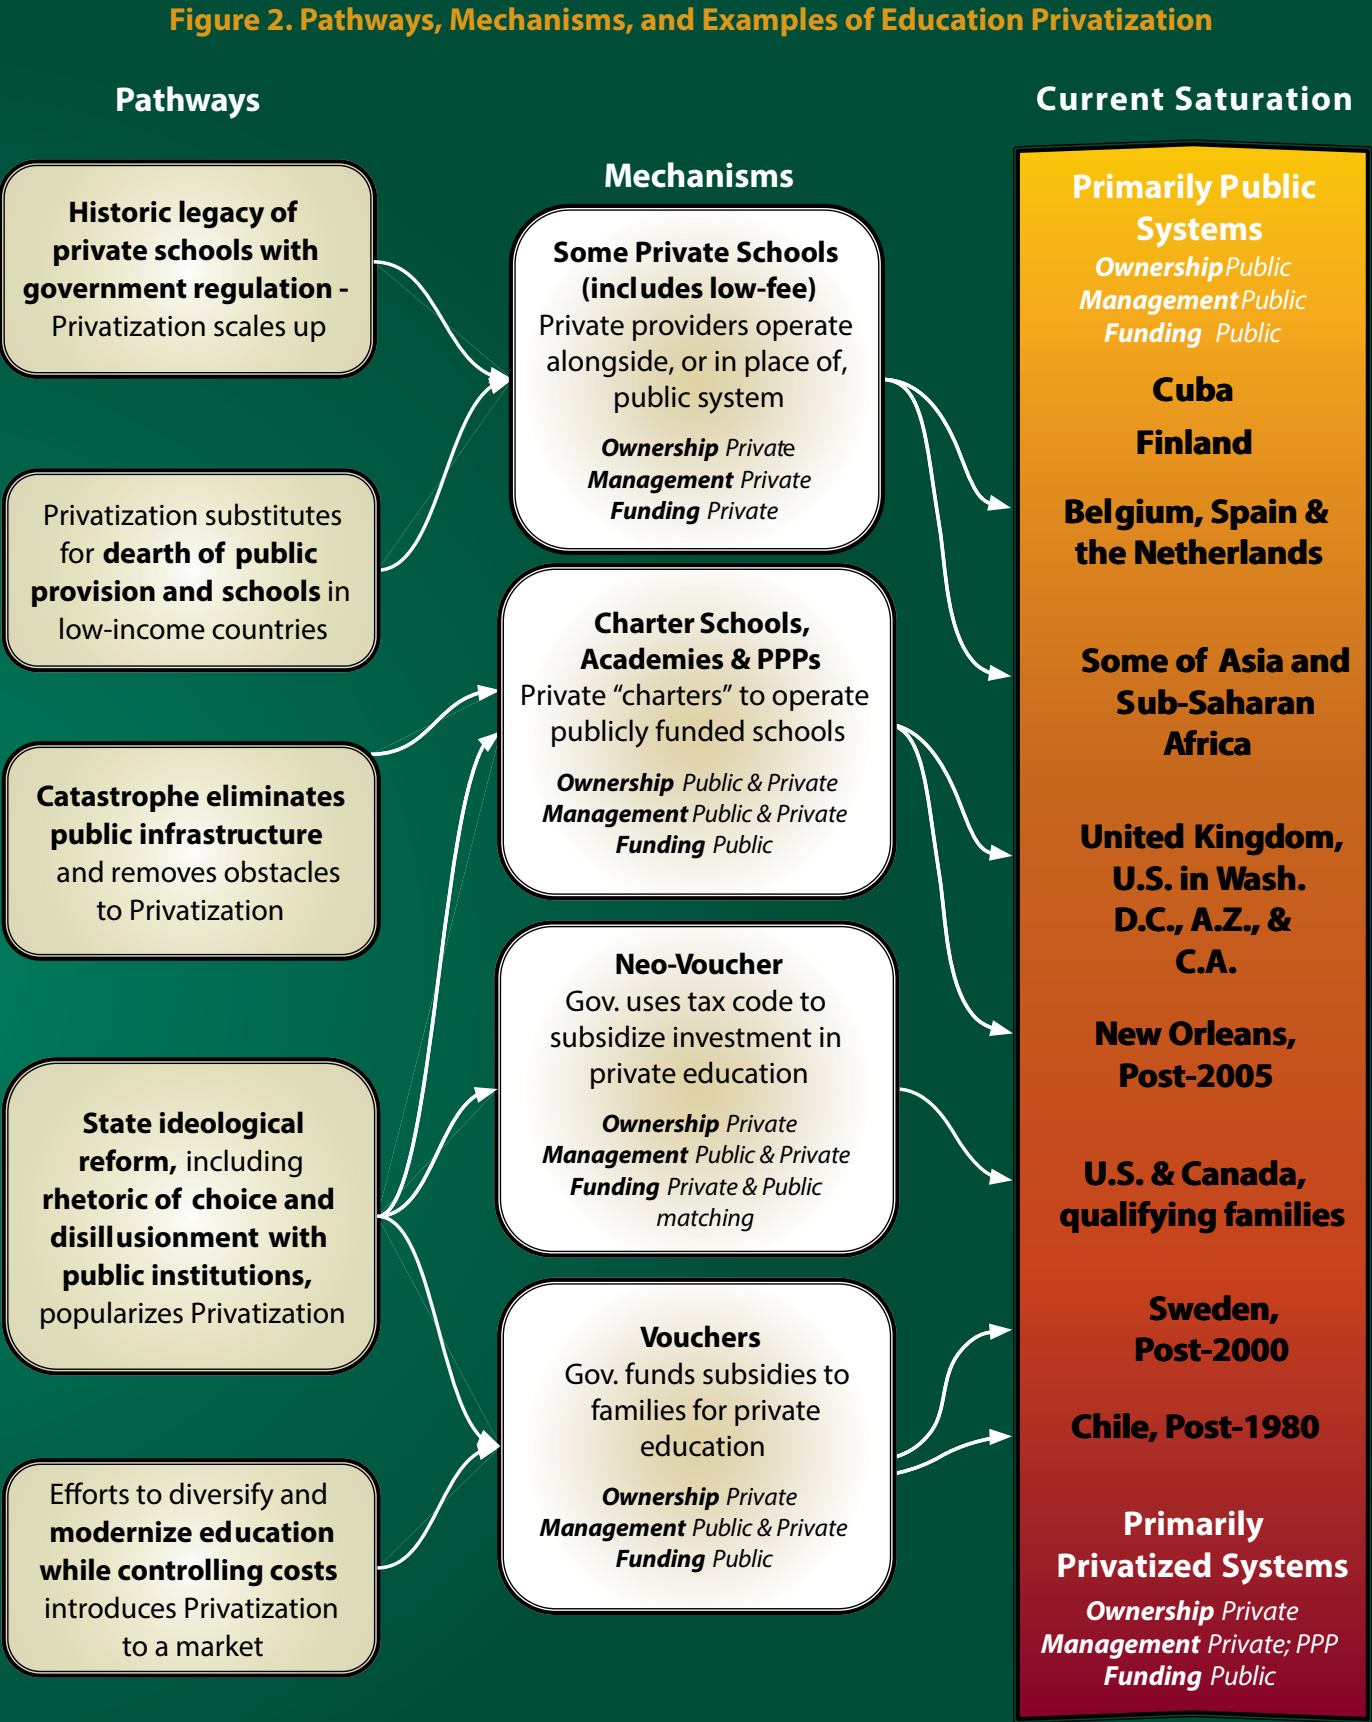 Figure 2. Pathways, Mechanisms, and Examples of Education Privatization
Pathways
Historic legacy of
private schools with
government regulation -
Privatization scales up
Privatization substitutes
for dearth of public
provision and schools in
low-income countries
Catastrophe eliminates
public infrastructure
and removes obstacles
to Privatization
State ideological
reform, including
rhetoric of choice and
disillusionment with
public institutions,
popularizes Privatization
Efforts to diversify and
modernize education
while controlling costs
introduces Privatization
to a market
Mechanisms
Some Private Schools
(includes low-fee)
Private providers operate
alongside, or in place of,
public system
Ownership Private
Management Private
Funding Private
Charter Schools,
Academies & PPPs
Private “charters” to operate
publicly funded schools
Ownership Public & Private
Management Public & Private
Funding Public
Neo-Voucher
Gov. uses tax code to
subsidize investment in
private education
Ownership Private
Management Public & Private
Funding Private & Public
matching
Vouchers
Gov. funds subsidies to
families for private
education
Ownership Private
Management Public & Private
Funding Public
Current Saturation
Primarily Public
Systems
Ownership Public
Management Public
Funding Public
Cuba
Finland
Belgium, Spain &
the Netherlands
Some of Asia and
Sub-Saharan
Africa
United Kingdom,
U.S. in Wash.
D.C., A.Z., &
C.A.
New Orleans,
Post-2005
U.S. & Canada,
qualifying families
Sweden,
Post-2000
Chile, Post-1980
Primarily
Privatized Systems
Ownership Private
Management Private; PPP
Funding Public